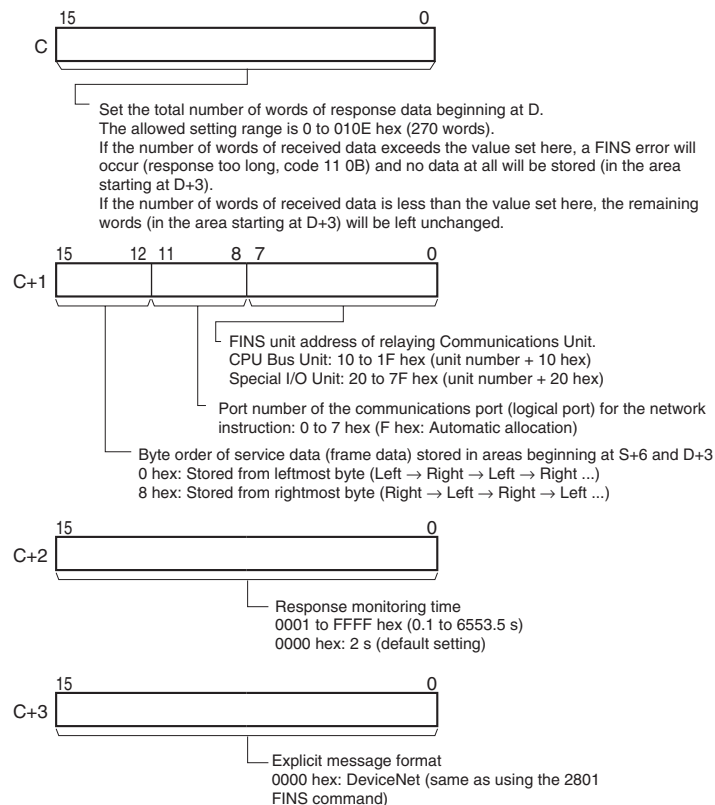 15 0
C
Set the total number of words of response data beginning at D.
The allowed setting range is 0 to 010E hex (270 words).
If the number of words of received data exceeds the value set here, a FINS error will
occur (response too long, code 11 0B) and no data at all will be stored (in the area
starting at D+3).
If the number of words of received data is less than the value set here, the remaining
words (in the area starting at D+3) will be left unchanged.
15 12 11 8 7 0
C+1
FINS unit address of relaying Communications Unit.
CPU Bus Unit: 10 to 1F hex (unit number + 10 hex)
Special I/O Unit: 20 to 7F hex (unit number + 20 hex)
Port number of the communications port (logical port) for the network
instruction: 0 to 7 hex (F hex: Automatic allocation)
Byte order of service data (frame data) stored in areas beginning at S+6 and D+3
0 hex: Stored from leftmost byte (Left → Right → Left → Right ...)
8 hex: Stored from rightmost byte (Right → Left → Right → Left ...)
15 0
C+2
Response monitoring time
0001 to FFFF hex (0.1 to 6553.5 s)
0000 hex: 2 s (default setting)
15 0
C+3
Explicit message format
0000 hex: DeviceNet (same as using the 2801
FINS command)